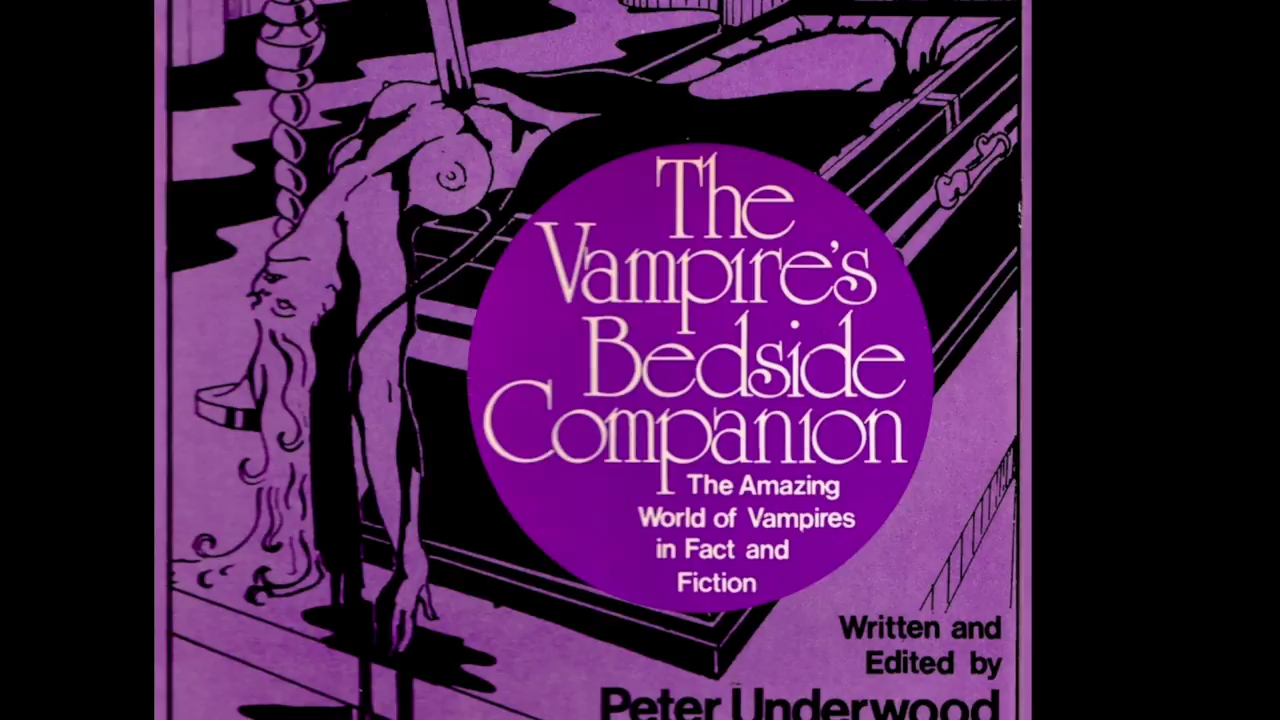 The
Vampire's
Bedside
Companion
The Amazing
World of Vampires
in Fact and
Fiction
Written and
Edited by
Peter Underwood